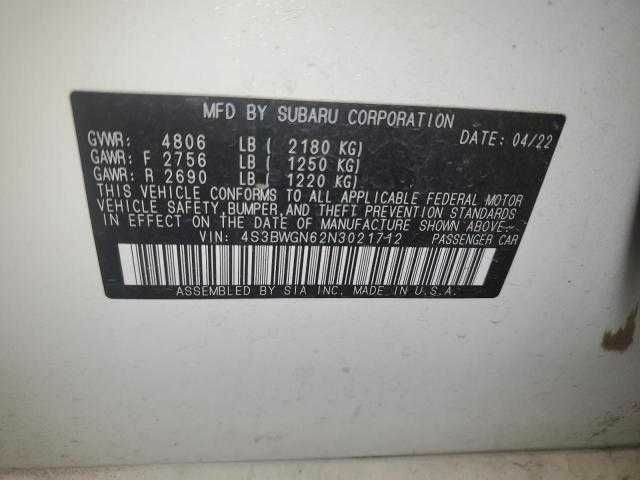 MFD BY SUBARU CORPORATION
GVWR: 4806 LB ( 2180 KG) DATE: 04/22
GAWR: F 2756 LB ( 1250 KG)
GAWR: R 2690 LB ( 1220 KG)
THIS VEHICLE CONFORMS TO ALL APPLICABLE FEDERAL MOTOR
VEHICLE SAFETY, BUMPER, AND THEFT PREVENTION STANDARDS
IN EFFECT ON THE DATE OF MANUFACTURE SHOWN ABOVE.
VIN: 4S3BWGN62N3021712 PASSENGER CAR
ASSEMBLED BY SIA INC. MADE IN U.S.A.